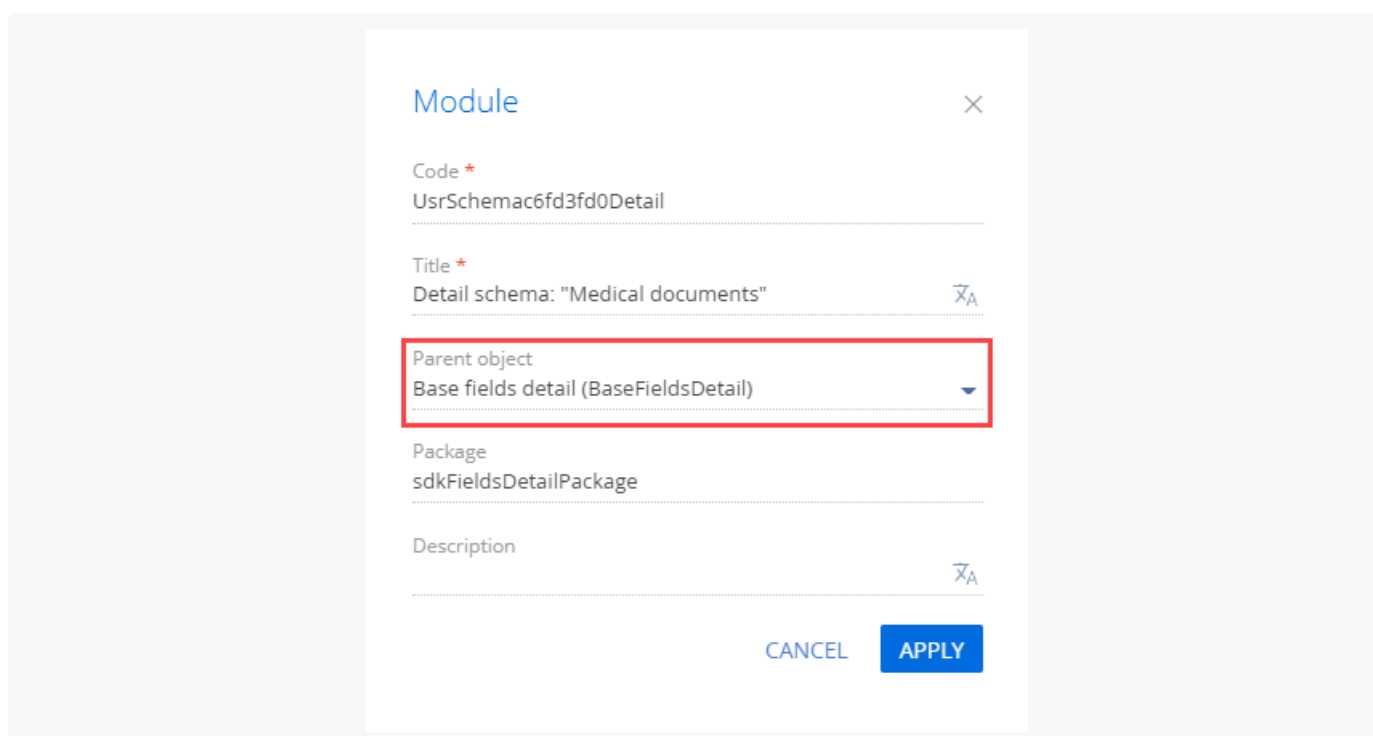 Module
Code *
UsrSchemac6fd3fd0Detail
Title *
Detail schema: "Medical documents"
Parent object
Base fields detail (BaseFieldsDetail)
Package
sdkFieldsDetailPackage
Description
CANCEL APPLY